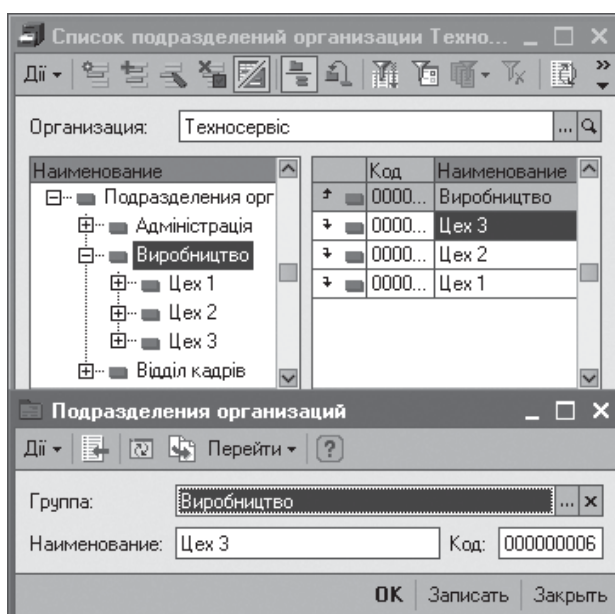 Список подразделений организации Техно...
Дії
Организация: Техносервіс ...
Наименование
Подразделения орг
Адміністрація
Виробництво
Цех 1
Цех 2
Цех 3
Відділ кадрів
Код Наименование
0000... Виробництво
0000... Цех 3
0000... Цех 2
0000... Цех 1
Подразделения организаций
Дії Перейти ?
Группа: Виробництво ...
Наименование: Цех 3 Код: 000000006
OK Записать Закрыть